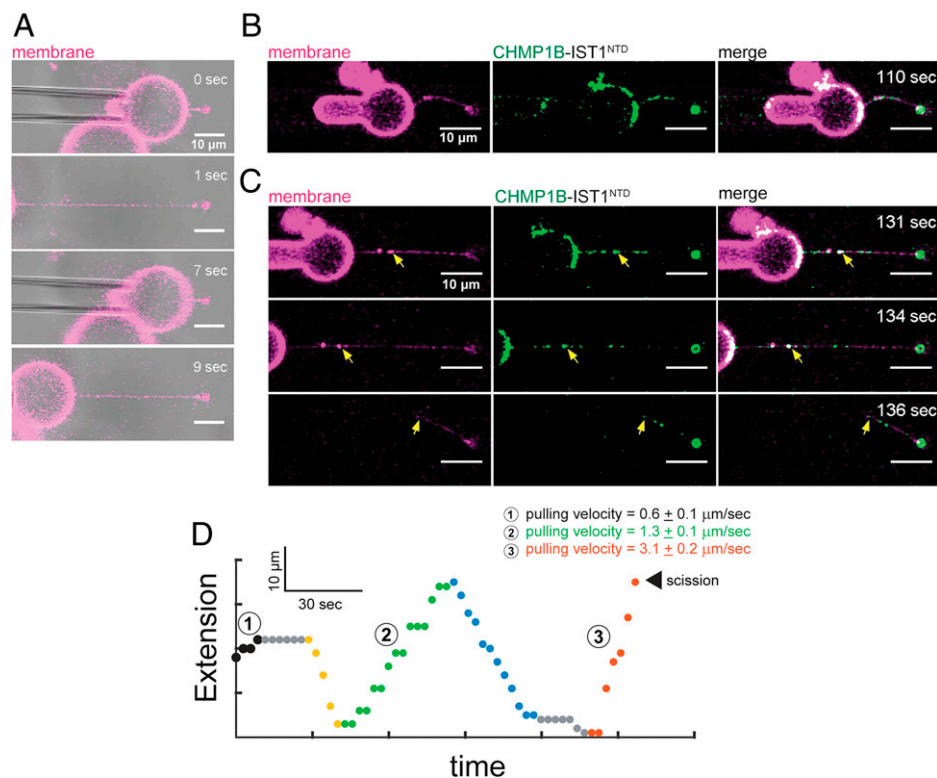 A
membrane
0 sec
10 µm
1 sec
7 sec
9 sec
B
membrane
CHMP1B-IST1NTD
merge
110 sec
10 µm
C
membrane
CHMP1B-IST1NTD
merge
131 sec
10 µm
134 sec
136 sec
D
1 pulling velocity = 0.6 ± 0.1 µm/sec
2 pulling velocity = 1.3 ± 0.1 µm/sec
3 pulling velocity = 3.1 ± 0.2 µm/sec
10 µm
30 sec
scission
1
2
3
Extension
time